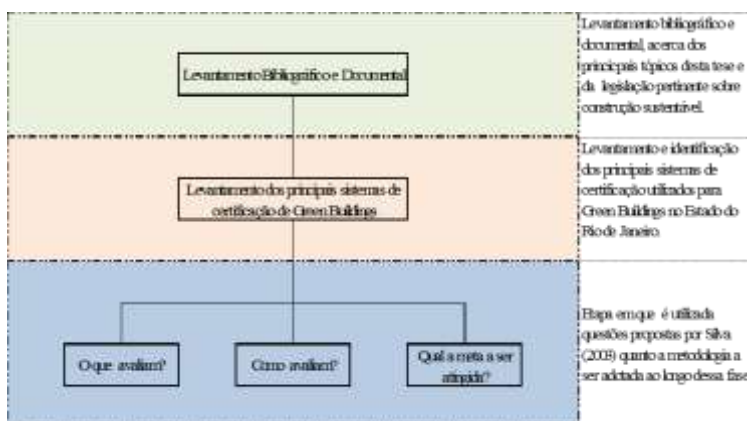 Levantamento Bibliográfico e Documental
Levantamento bibliográfico e
documental, acerca dos
principais tópicos desta tese e
da legislação pertinente sobre
construção sustentável.
Levantamento dos principais sistemas de
certificação de Green Buildings
Levantamento e identificação
dos principais sistemas de
certificação utilizados para
Green Buildings no Estado do
Rio de Janeiro.
O que avaliam?
Como avaliam?
Qual a meta a ser
atingida?
Etapa em que é utilizada
questões propostas por Silva
(2003) quanto a metodologia a
ser adotada ao longo dessa fase